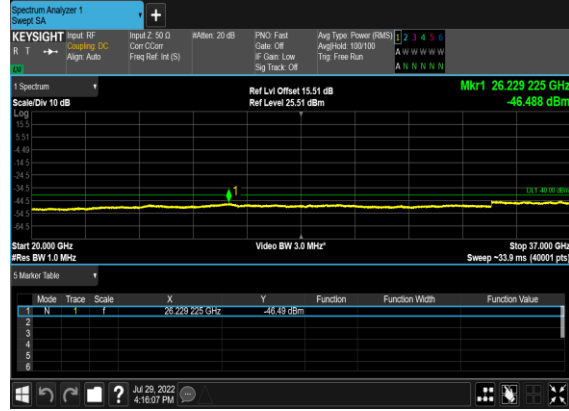 Spectrum Analyzer 1
Swept SA
+
KEYSIGHT Input: RF Input Z: 50 Ω #Atten: 20 dB PNO: Fast Avg Type: Power (RMS) 1 2 3 4 5 6
R T Coupling: DC Corr CCorr Gate: Off Avg|Hold: 100/100 A W W W W W
Align: Auto Freq Ref: Int (S) IF Gain: Low Trig: Free Run
Sig Track: Off A N N N N N
1 Spectrum Ref Lvl Offset 15.51 dB Mkr1 26.229 225 GHz
Scale/Div 10 dB Ref Level 25.51 dBm -46.488 dBm
Log
15.5
5.51
-4.49
-14.5
-24.5
-34.5 1 DL1 -40.00 dBm
-44.5
-54.5
-64.5
Start 20.000 GHz Video BW 3.0 MHz* Stop 37.000 GHz
#Res BW 1.0 MHz Sweep ~33.9 ms (40001 pts)
5 Marker Table
Mode Trace Scale X Y Function Function Width Function Value
1 N 1 f 26.229 225 GHz -46.49 dBm
2
3
4
5
6
? Jul 29, 2022
4:16:07 PM